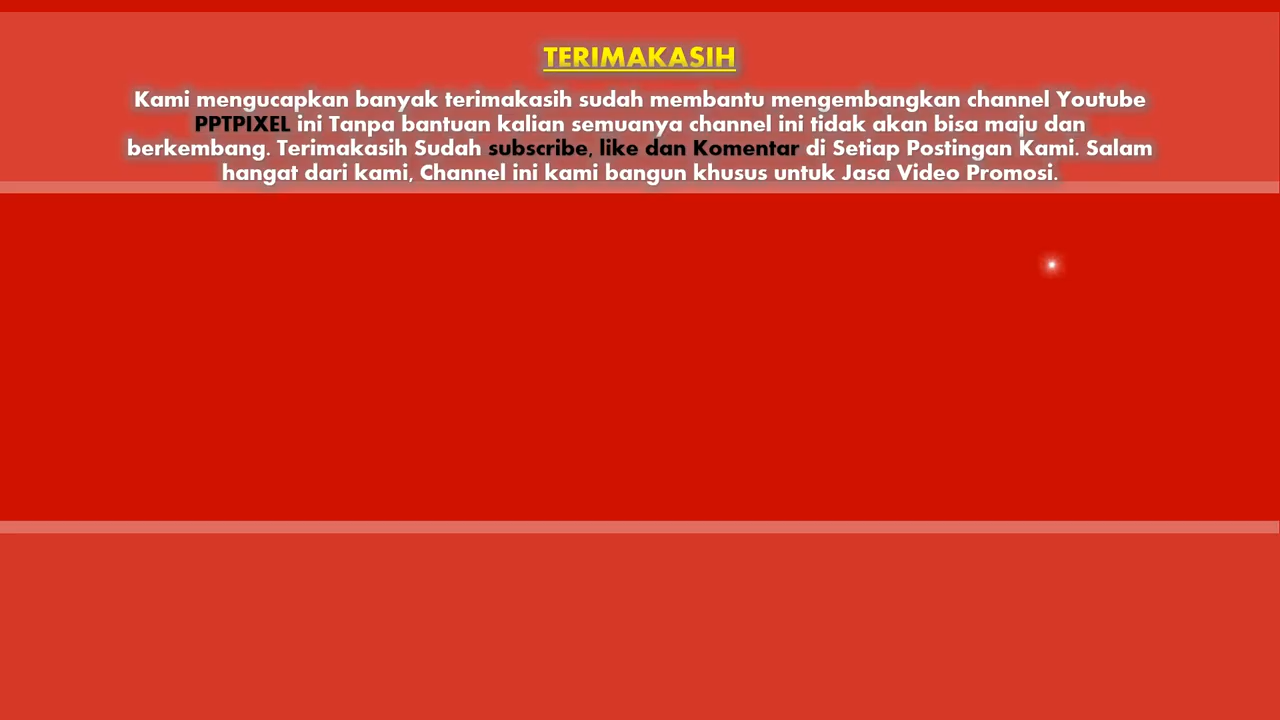 TERIMAKASIH
Kami mengucapkan banyak terimakasih sudah membantu mengembangkan channel Youtube
PPTPIXEL ini Tanpa bantuan kalian semuanya channel ini tidak akan bisa maju dan
berkembang. Terimakasih Sudah subscribe, like dan Komentar di Setiap Postingan Kami. Salam
hangat dari kami, Channel ini kami bangun khusus untuk Jasa Video Promosi.